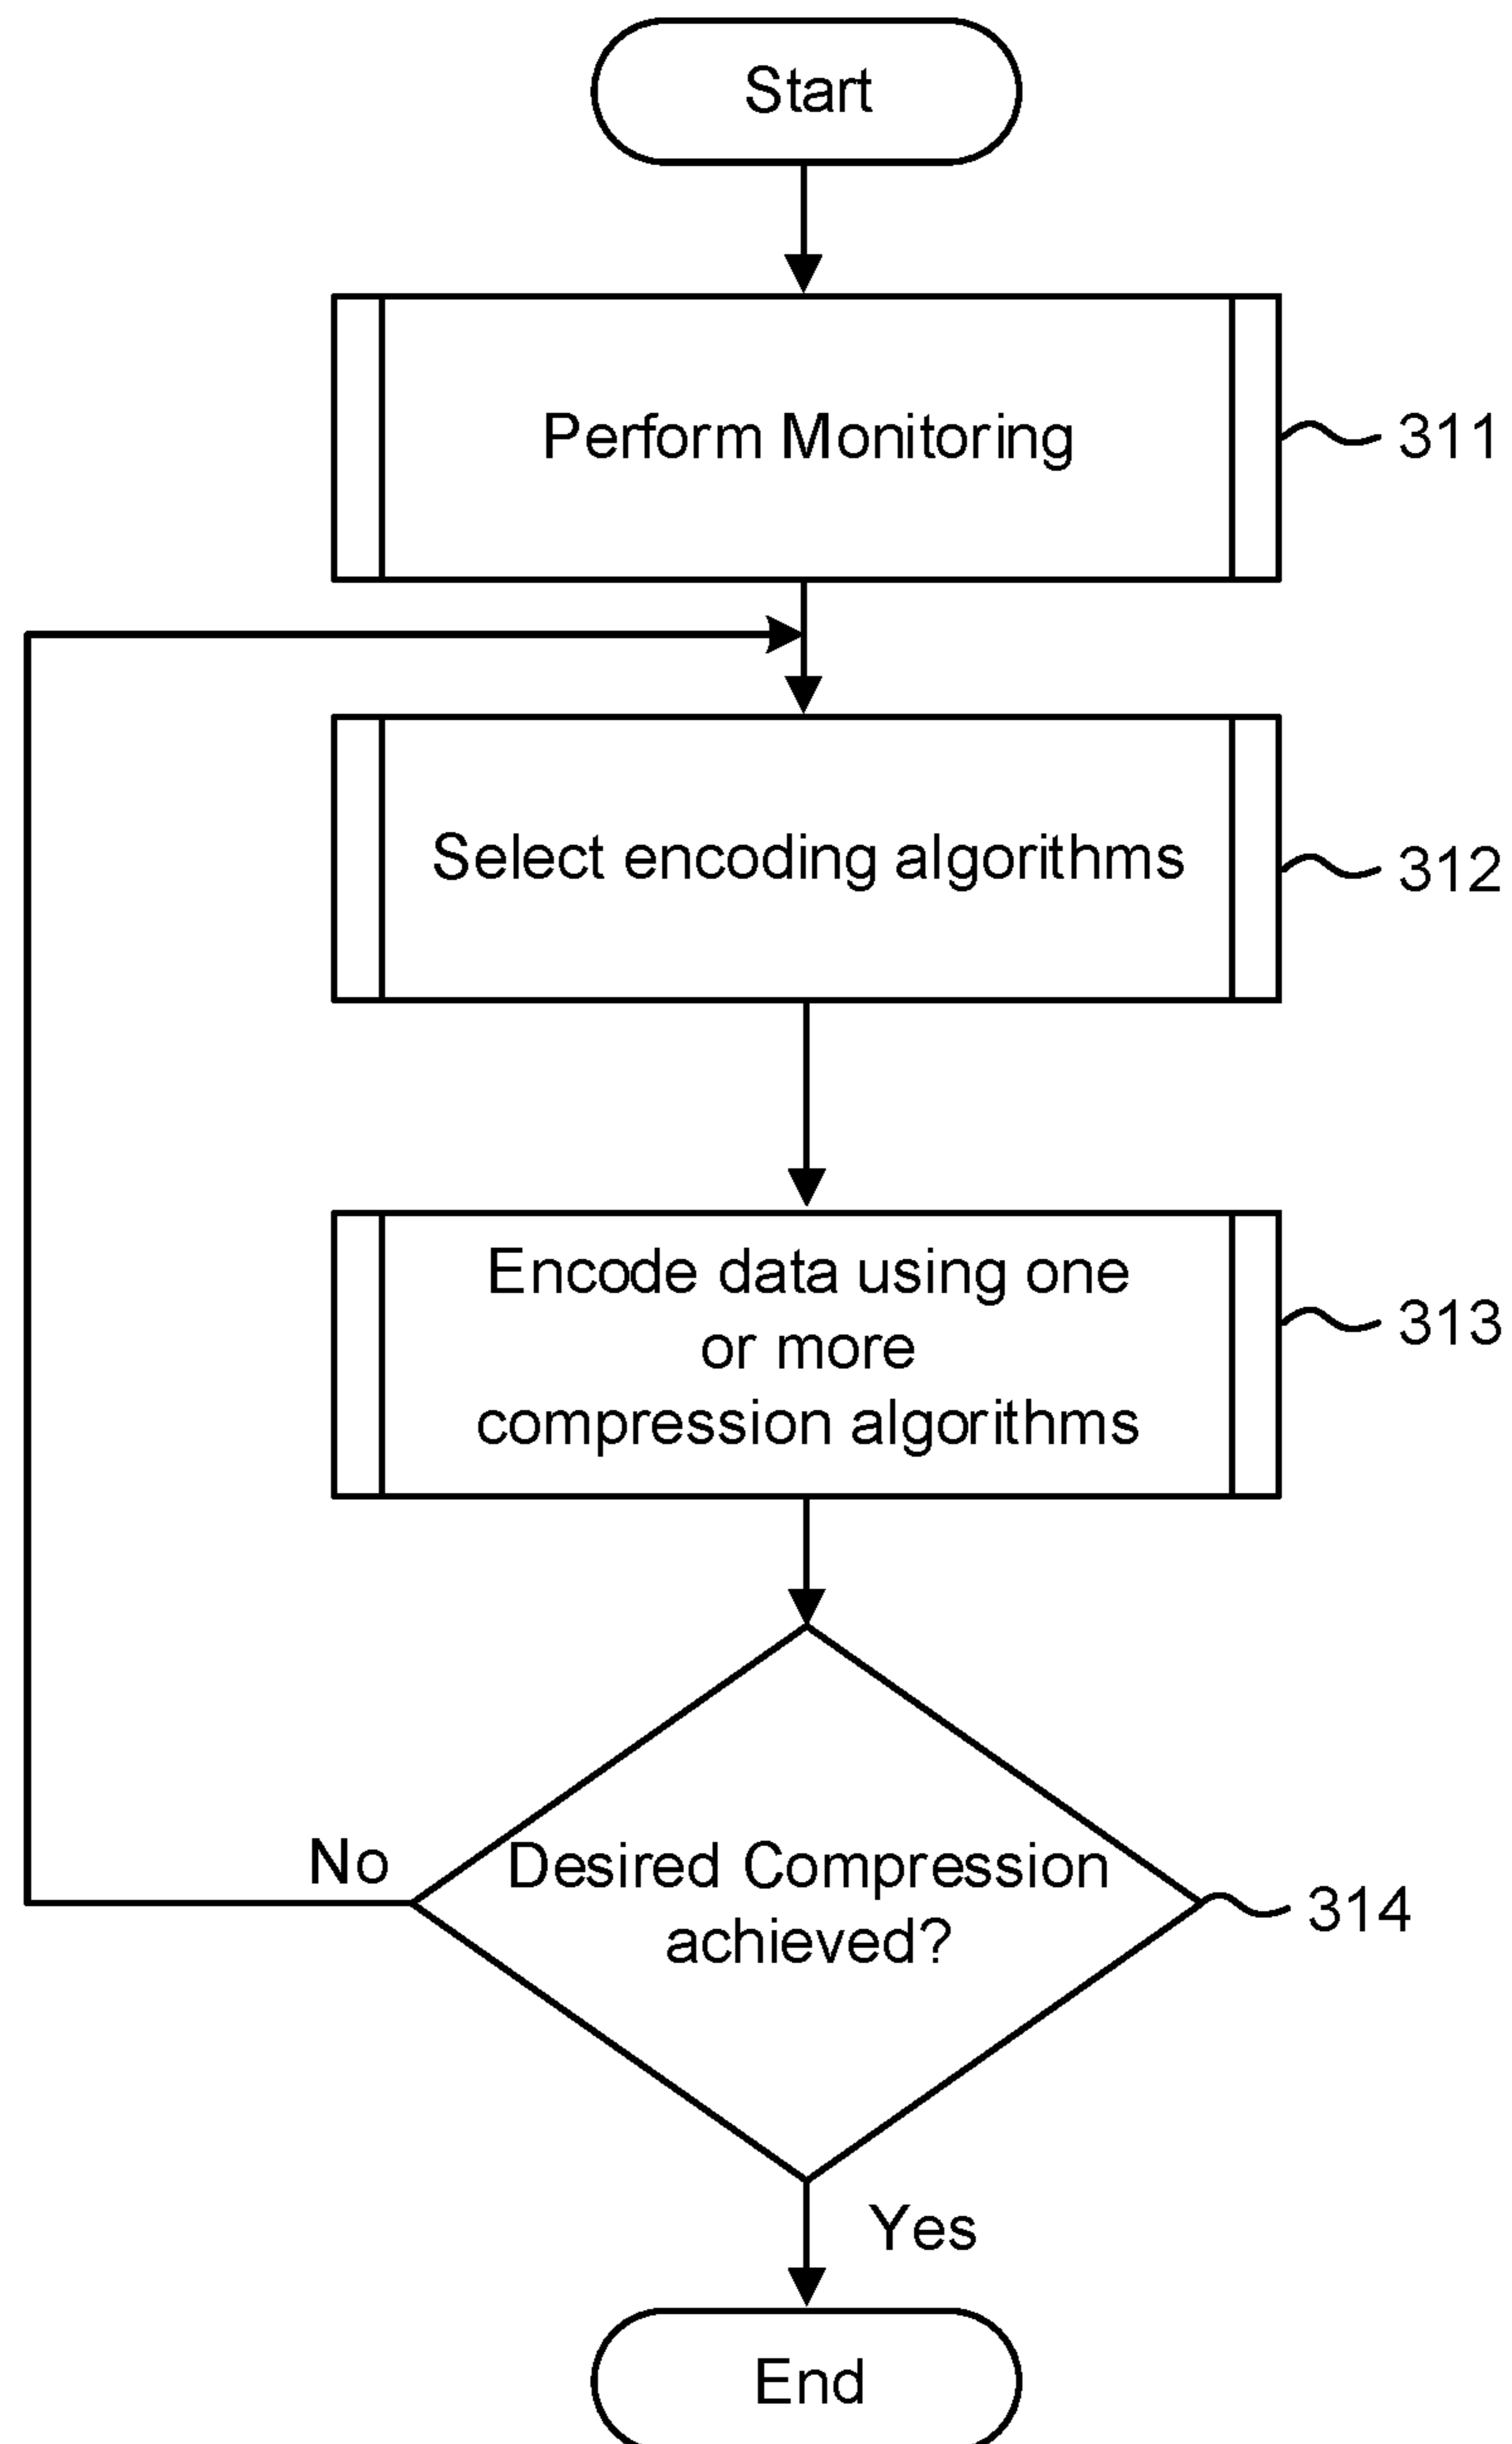 Start
Perform Monitoring
311
Select encoding algorithms
312
Encode data using one
or more
compression algorithms
313
No
Desired Compression
achieved?
314
Yes
End